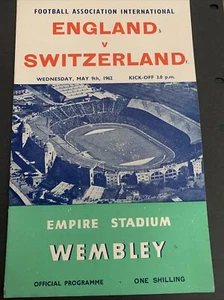 FOOTBALL ASSOCIATION INTERNATIONAL
ENGLAND
v
SWITZERLAND
WEDNESDAY, MAY 9th, 1962 KICK-OFF 3.0 p.m.
EMPIRE STADIUM
WEMBLEY
OFFICIAL PROGRAMME ONE SHILLING